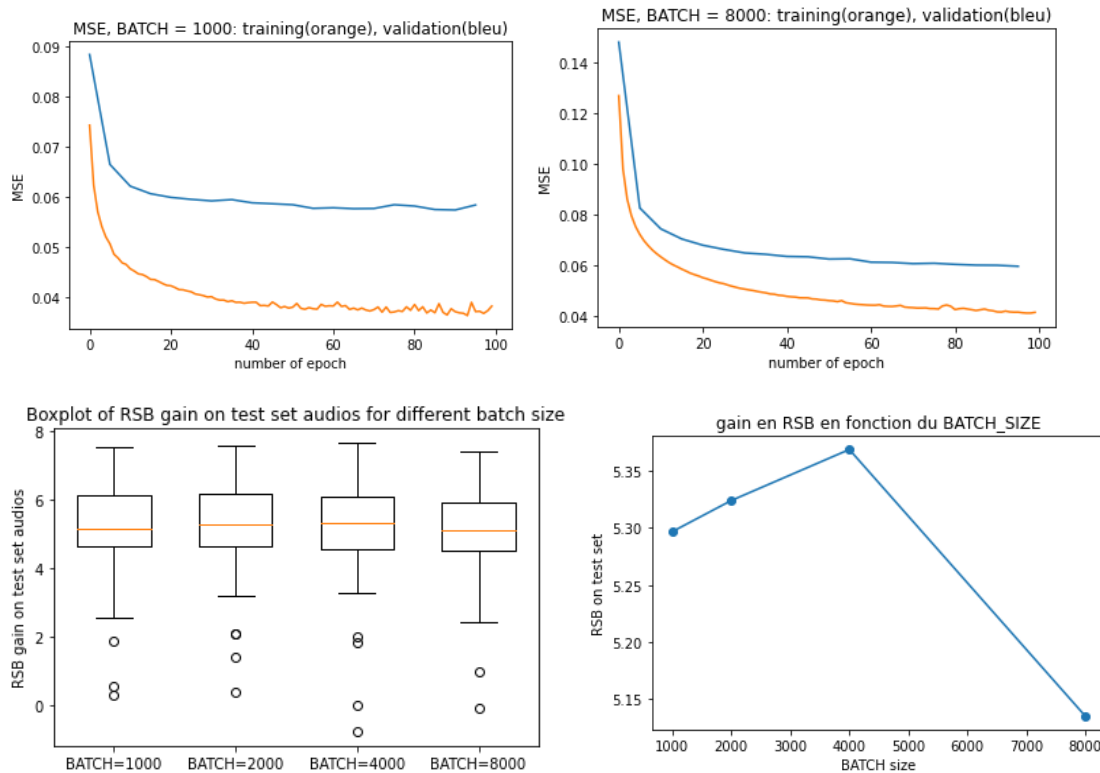 MSE, BATCH = 1000: training(orange), validation(bleu)
0.09
0.08
0.07
0.06
0.05
0.04
MSE
0
20
40
60
80
100
number of epoch
MSE, BATCH = 8000: training(orange), validation(bleu)
0.14
0.12
0.10
0.08
0.06
0.04
MSE
0
20
40
60
80
100
number of epoch
Boxplot of RSB gain on test set audios for different batch size
8
6
4
2
0
RSB gain on test set audios
BATCH=1000
BATCH=2000
BATCH=4000
BATCH=8000
gain en RSB en fonction du BATCH_SIZE
5.35
5.30
5.25
5.20
5.15
RSB on test set
1000
2000
3000
4000
5000
6000
7000
8000
BATCH size